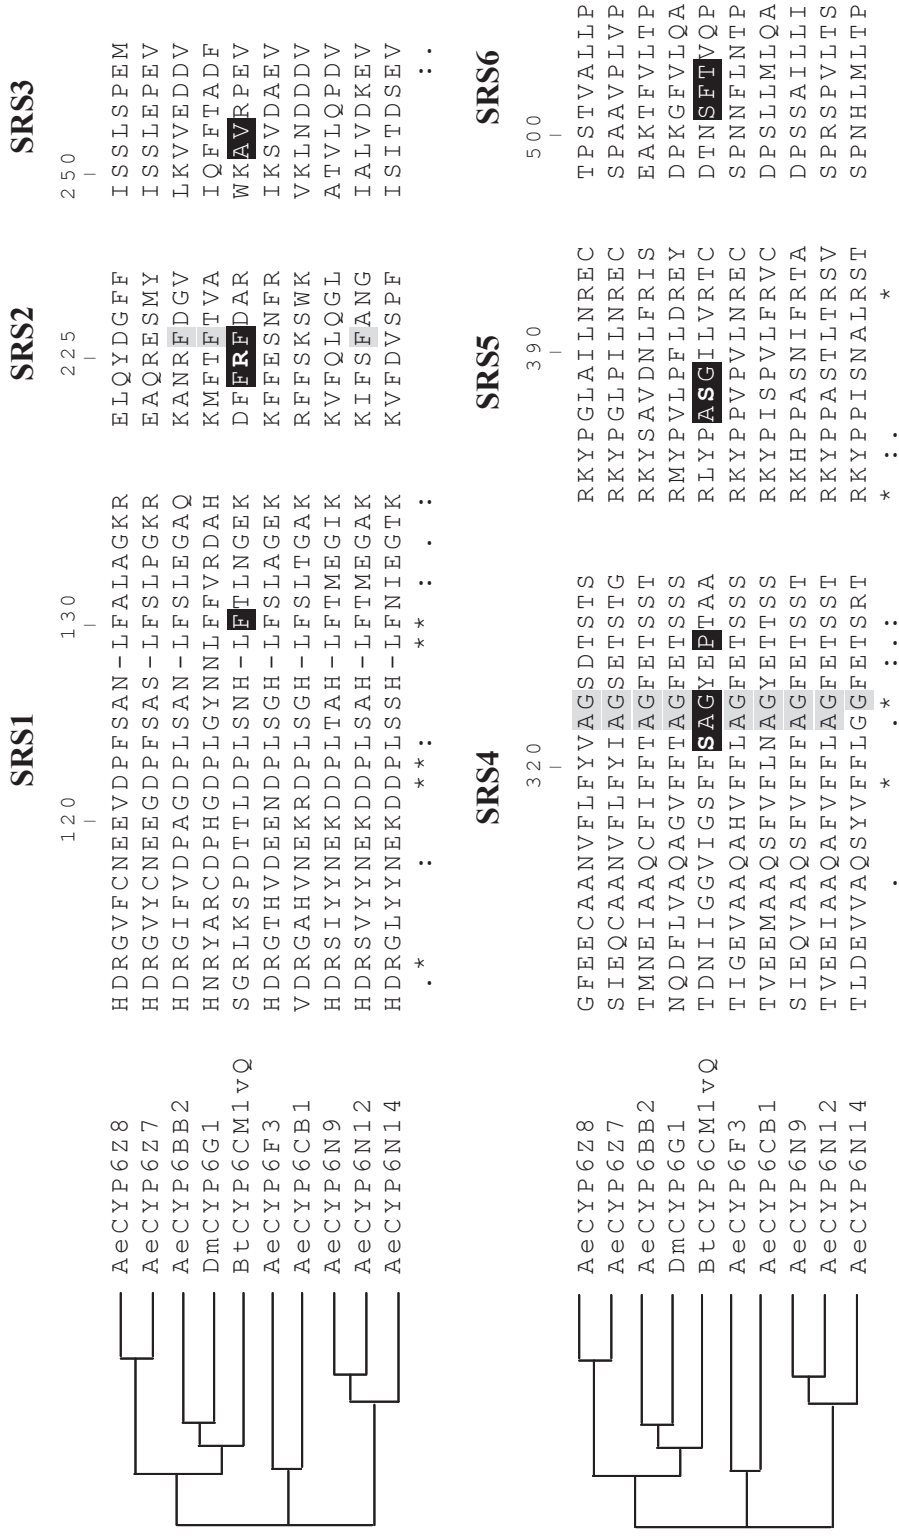 SRS1 SRS2 SRS3
120 130 225 250
AeCYP6Z8 HDRGVFCNEEVDPFSAN-LFALAGKR ELQYDGFF ISSLSPEM
AeCYP6Z7 HDRGVYCNEEGDPFSAS-LFSLPGKR EAQRESMY ISSLEPEV
AeCYP6BB2 HDRGIFVDPAGDPLSAN-LFSLEGAQ KANRFDGV LKVVEDDV
DmCYP6G1 HNRYARCDPHGDPLGYNNLFFVRDAH KMFTFTVA IQFFTADF
BtCYP6CM1vQ SGRLKSPDTTLDPLSNH-LFTLNGEK DFFRFDAR WKAVRPEV
AeCYP6F3 HDRGTHVDEENDPLSGH-LFSLAGEK KFFESNFR IKSVDAEV
AeCYP6CB1 VDRGAHVNEKRDPLSGH-LFSLTGAK RFFSKSWK VKLNDDDV
AeCYP6N9 HDRSIYYNEKDDPLTAH-LFTMEGIK KVFQLQGL ATVLQPDV
AeCYP6N12 HDRSVYYNEKDDPLSAH-LFTMEGAK KIFSFANG IALVDKEV
AeCYP6N14 HDRGLYYNEKDDPLSSH-LFNIEGTK KVFDVSPF ISITDSEV
.* : **: ** : . : :.
SRS4 SRS5 SRS6
320 390 500
AeCYP6Z8 GFEECAANVFLFYVAGSDTSTS RKYPGLAILNREC TPSTVALLP
AeCYP6Z7 SIEQCAANVFLFYIAGSETSTG RKYPGLPILNREC SPAAVPLVP
AeCYP6BB2 TMNEIAAQCFIFFTAGFETSST RKYSAVDNLFRIS EAKTFVLTP
DmCYP6G1 NQDFLVAQAGVFFTAGFETSSS RMYPVLPFLDREY DPKGFVLQA
BtCYP6CM1vQ TDNIIGGVIGSFFSAGYEPTAA RLYPASGILVRTC DTNSFTVQP
AeCYP6F3 TIGEVAAQAHVFFLAGFETSSS RKYPPVPVLNREC SPNNFLNTP
AeCYP6CB1 TVEEMAAQSFVFLNAGYETTSS RKYPISPVLFRVC DPSLLMLQA
AeCYP6N9 SIEQVAAQSFVFFFAGFETSST RKHPPASNIFRTA DPSSAILLI
AeCYP6N12 TVEEIAAQAFVFFLAGFETSST RKYPPASTLTRSV SPRSPVLTS
AeCYP6N14 TLDEVVAQSYVFFLGGFETSRT RKYPPISNALRST SPNHLMLTP
. * .* :.:: * :. *